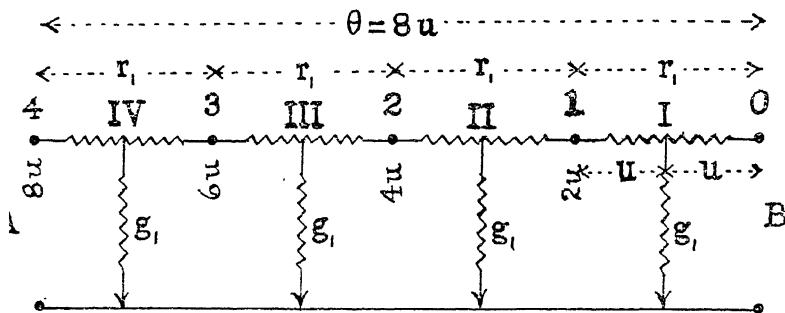 θ = 8u
r₁ r₁ r₁ r₁
4 IV 3 III 2 II 1 I 0
8u 6u 4u 2u u u
g₁ g₁ g₁ g₁ B